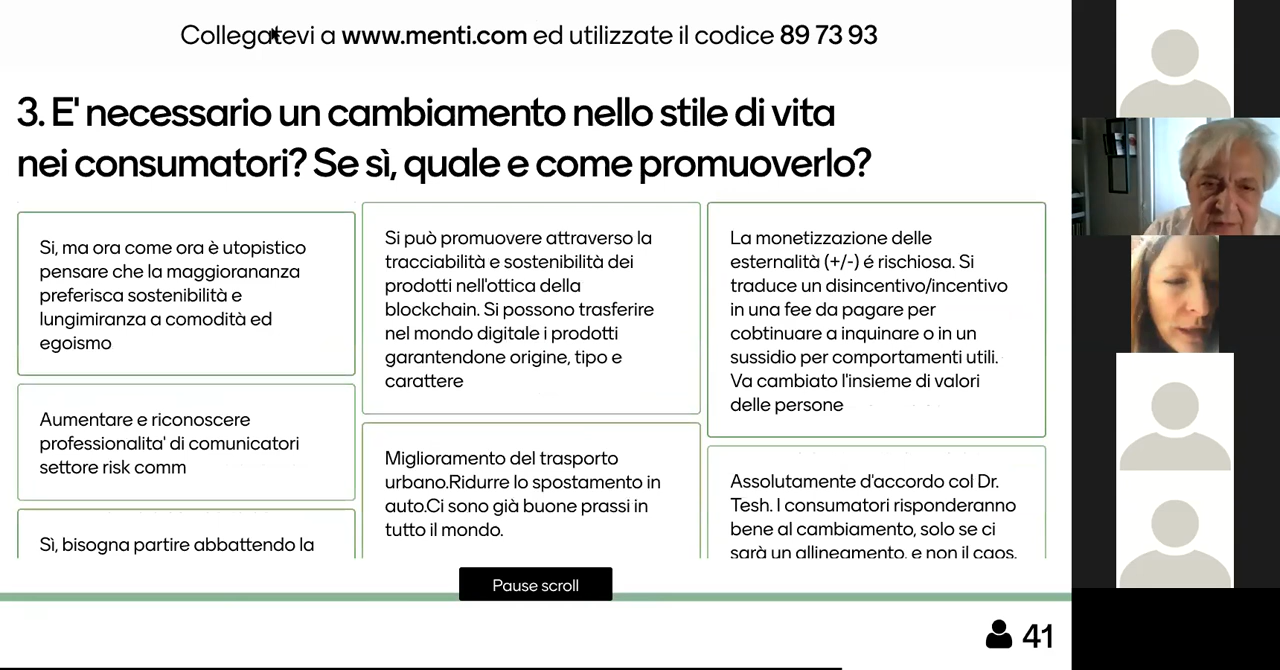 Collegatevi a www.menti.com ed utilizzate il codice 89 73 93
3. E' necessario un cambiamento nello stile di vita
nei consumatori? Se sì, quale e come promuoverlo?
Si, ma ora come ora è utopistico
pensare che la maggiorananza
preferisca sostenibilità e
lungimiranza a comodità ed
egoismo
Aumentare e riconoscere
professionalita' di comunicatori
settore risk comm
Sì, bisogna partire abbattendo la
Si può promuovere attraverso la
tracciabilità e sostenibilità dei
prodotti nell'ottica della
blockchain. Si possono trasferire
nel mondo digitale i prodotti
garantendone origine, tipo e
carattere
Miglioramento del trasporto
urbano.Ridurre lo spostamento in
auto.Ci sono già buone prassi in
tutto il mondo.
La monetizzazione delle
esternalità (+/-) é rischiosa. Si
traduce un disincentivo/incentivo
in una fee da pagare per
cobtinuare a inquinare o in un
sussidio per comportamenti utili.
Va cambiato l'insieme di valori
delle persone
Assolutamente d'accordo col Dr.
Tesh. I consumatori risponderanno
bene al cambiamento, solo se ci
sarà un allineamento, e non il caos,
Pause scroll
41